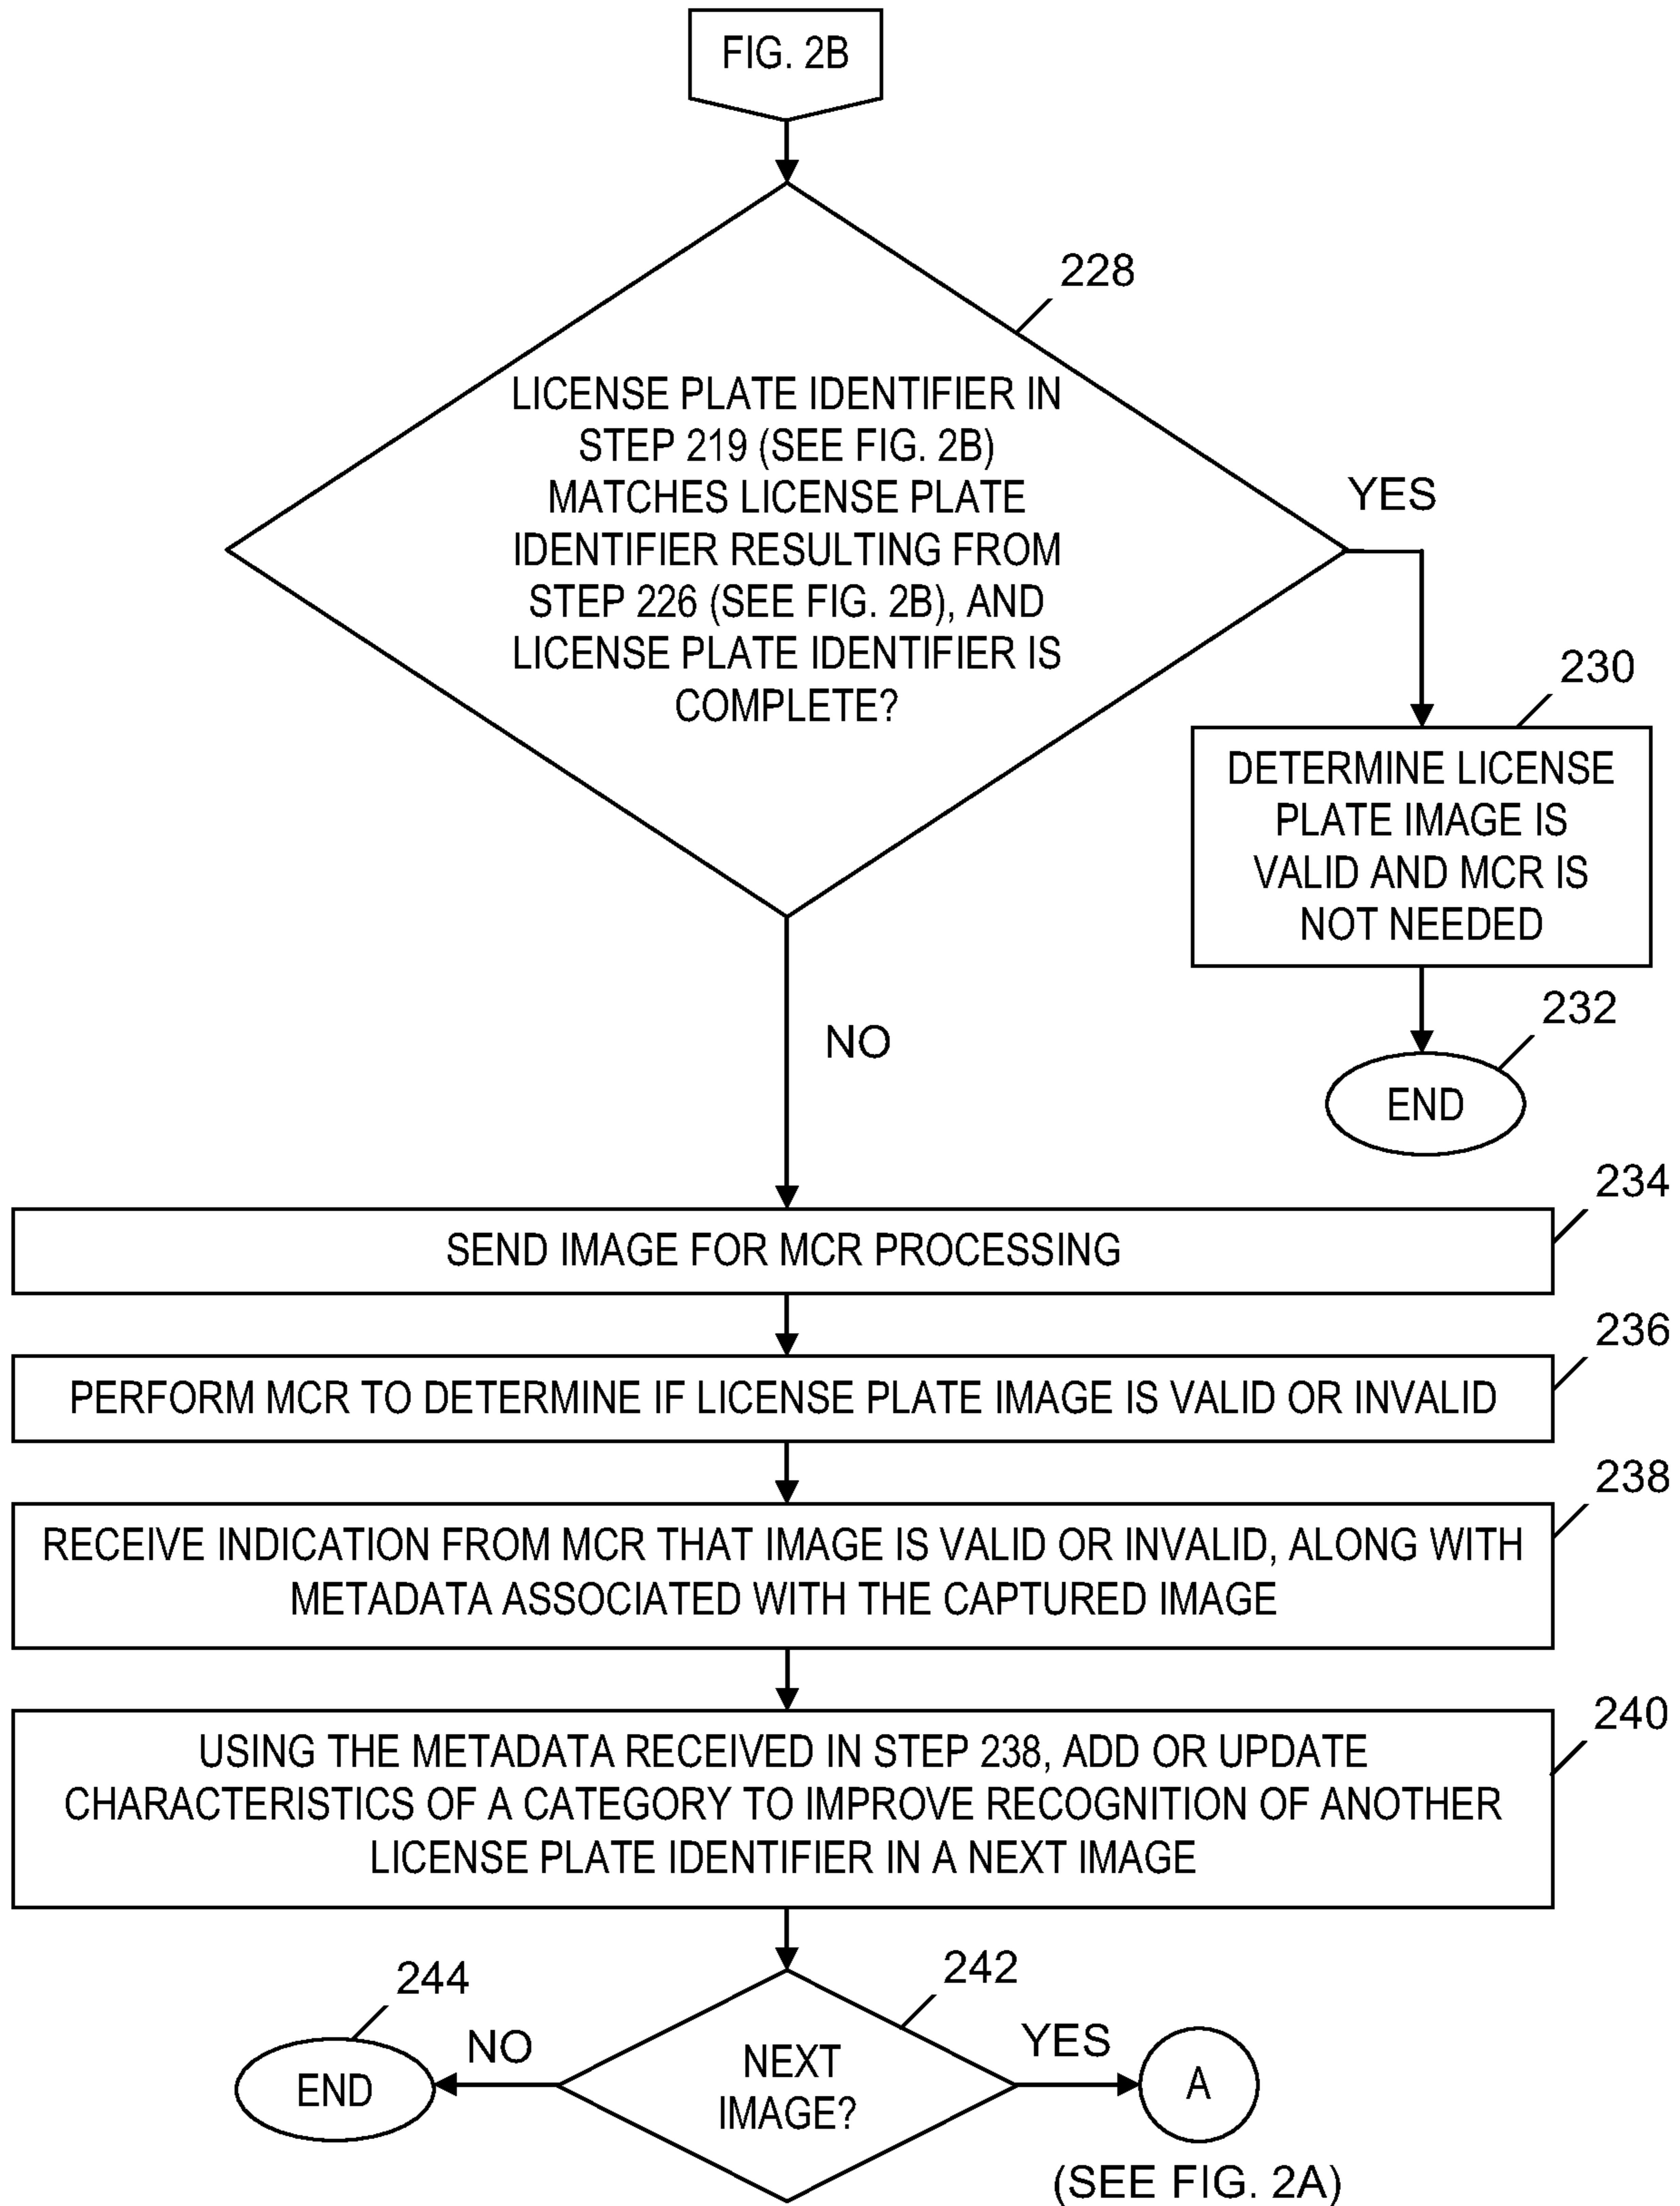 FIG. 2B
228
LICENSE PLATE IDENTIFIER IN
STEP 219 (SEE FIG. 2B)
MATCHES LICENSE PLATE
IDENTIFIER RESULTING FROM
STEP 226 (SEE FIG. 2B), AND
LICENSE PLATE IDENTIFIER IS
COMPLETE?
YES
230
DETERMINE LICENSE
PLATE IMAGE IS
VALID AND MCR IS
NOT NEEDED
232
END
NO
234
SEND IMAGE FOR MCR PROCESSING
236
PERFORM MCR TO DETERMINE IF LICENSE PLATE IMAGE IS VALID OR INVALID
238
RECEIVE INDICATION FROM MCR THAT IMAGE IS VALID OR INVALID, ALONG WITH
METADATA ASSOCIATED WITH THE CAPTURED IMAGE
240
USING THE METADATA RECEIVED IN STEP 238, ADD OR UPDATE
CHARACTERISTICS OF A CATEGORY TO IMPROVE RECOGNITION OF ANOTHER
LICENSE PLATE IDENTIFIER IN A NEXT IMAGE
242
NEXT
IMAGE?
NO
244
END
YES
A
(SEE FIG. 2A)